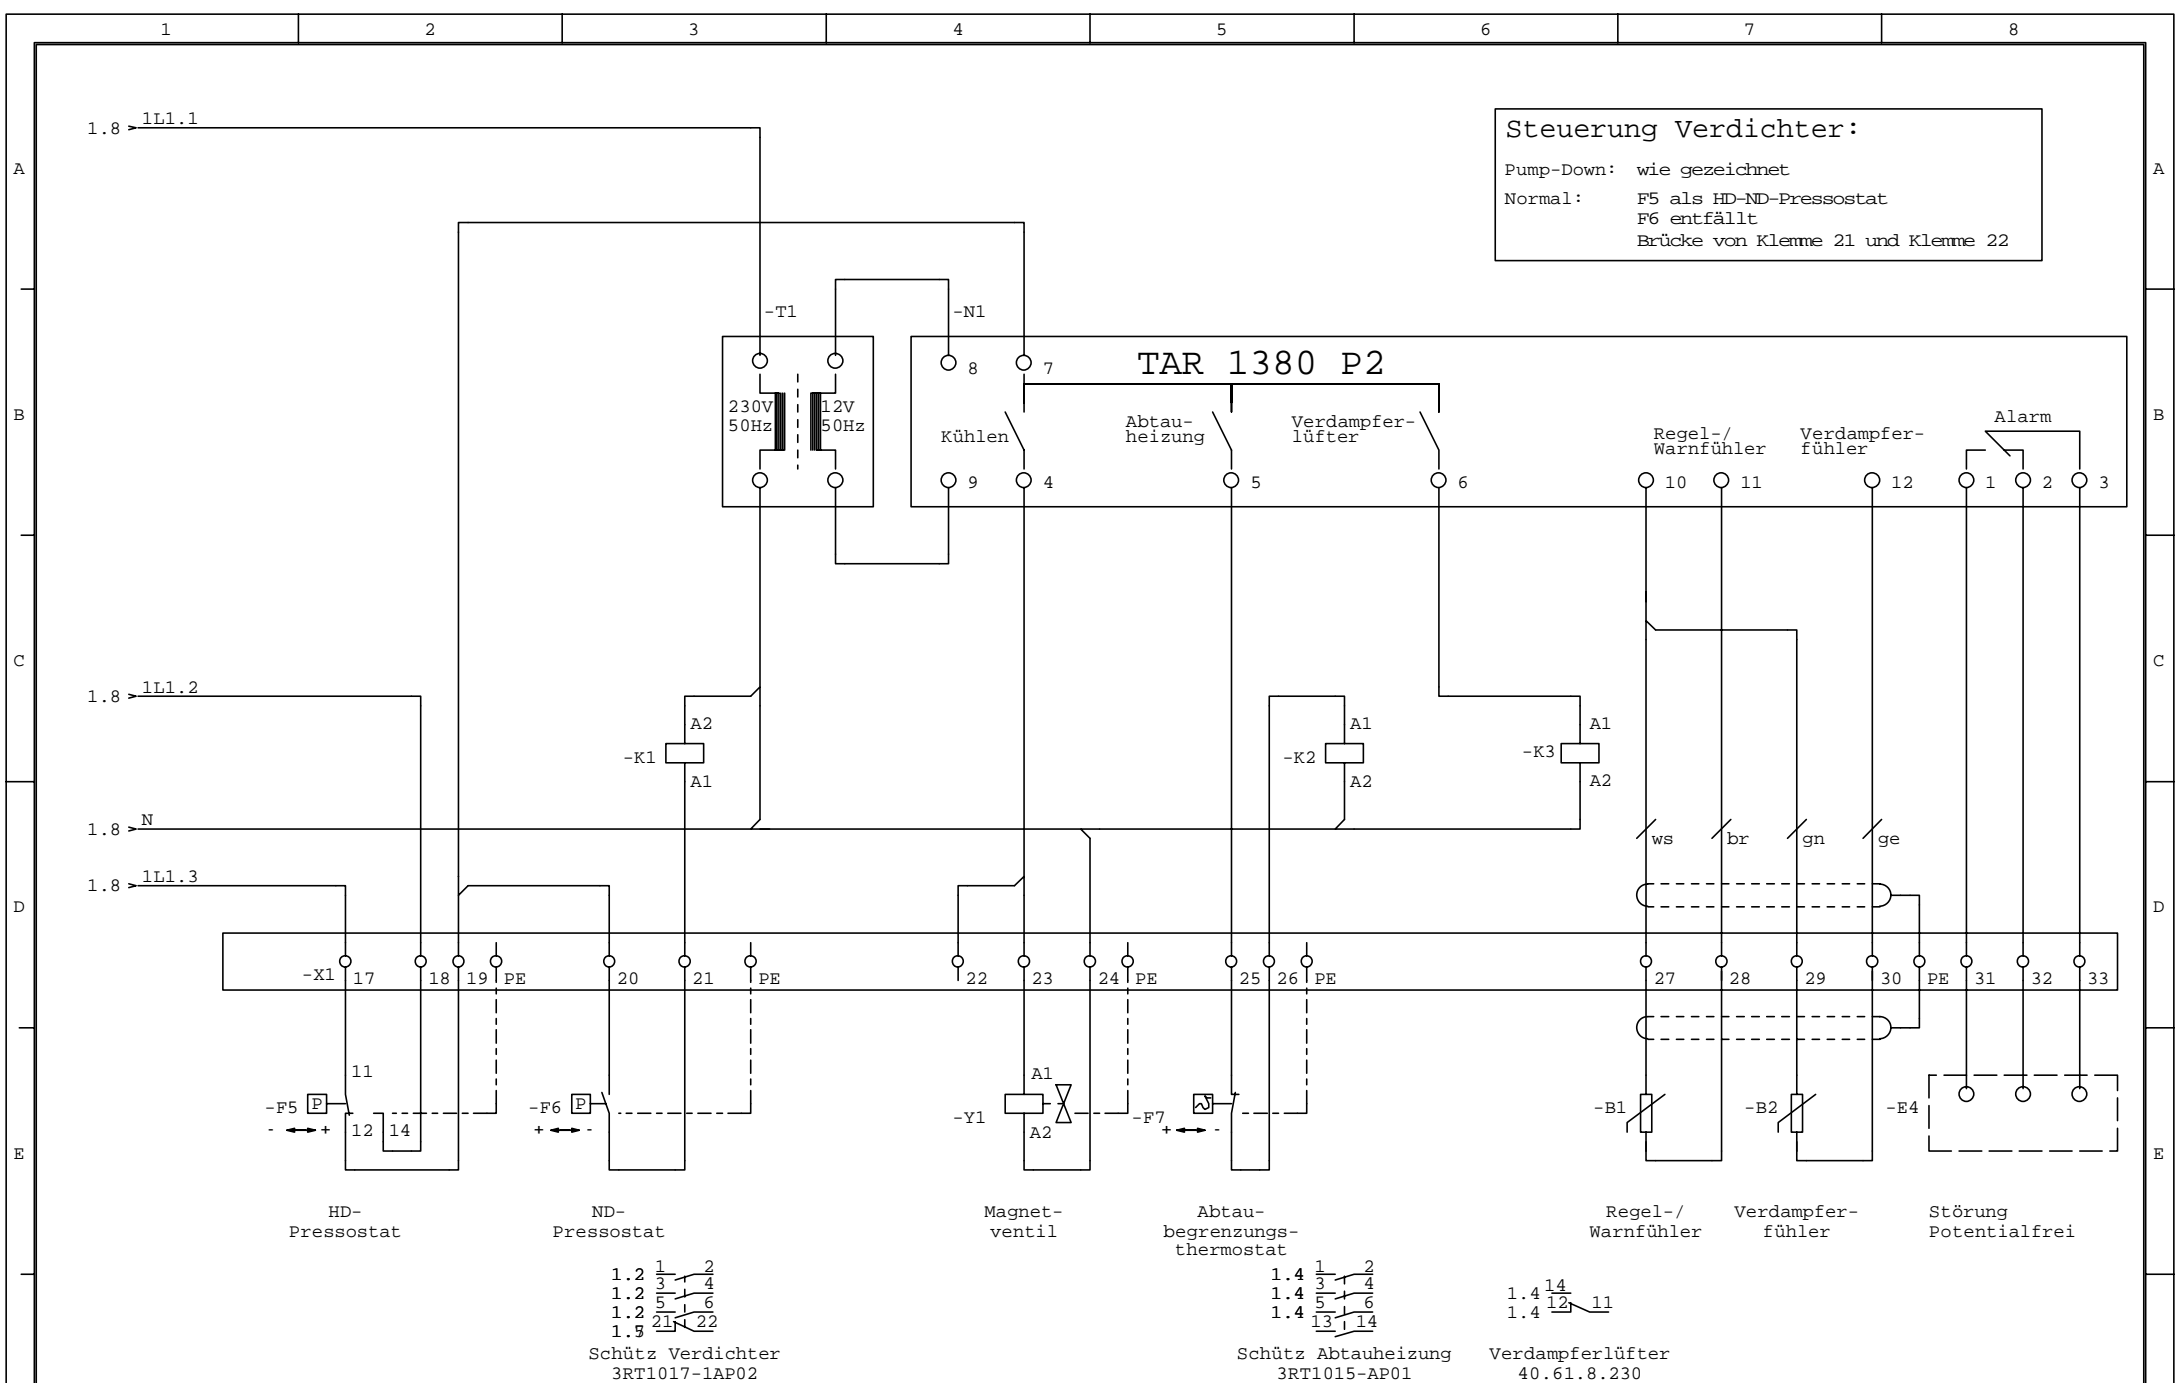 1 2 3 4 5 6 7 8
1.8 1L1.1
Steuerung Verdichter:
A A
Pump-Down: wie gezeichnet
Normal: F5 als HD-ND-Pressostat
F6 entfällt
Brücke von Klemme 21 und Klemme 22
-T1 -N1
8 7 TAR 1380 P2
230V 12V
50Hz 50Hz
B B
Kühlen
Abtau-
heizung
Verdampfer-
lüfter
Regel-/
Warnfühler
Verdampfer-
fühler
Alarm
9 4 5 6 10 11 12 1 2 3
C C
1.8 1L1.2
A2 A1 A1
-K1 -K2 -K3
A1 A2 A2
1.8 N
ws br gn ge
1.8 1L1.3
D D
-X1 17 18 19 PE 20 21 PE 22 23 24 PE 25 26 PE 27 28 29 30 PE 31 32 33
11 A1
-F5 P -F6 P -Y1 -F7 -B1 -B2 -E4
- + 12 14 + - A2 + -
E E
HD-
Pressostat
ND-
Pressostat
Magnet-
ventil
Abtau-
begrenzungs-
thermostat
Regel-/
Warnfühler
Verdampfer-
fühler
Störung
Potentialfrei
1.2 1 2
1.2 3 4
1.2 5 6
21 22
Schütz Verdichter
3RT1017-1AP02
1.4 1 2
1.4 3 4
1.4 5 6
13 14
Schütz Abtauheizung
3RT1015-AP01
1.4 14
1.4 12 11
Verdampferlüfter
40.61.8.230